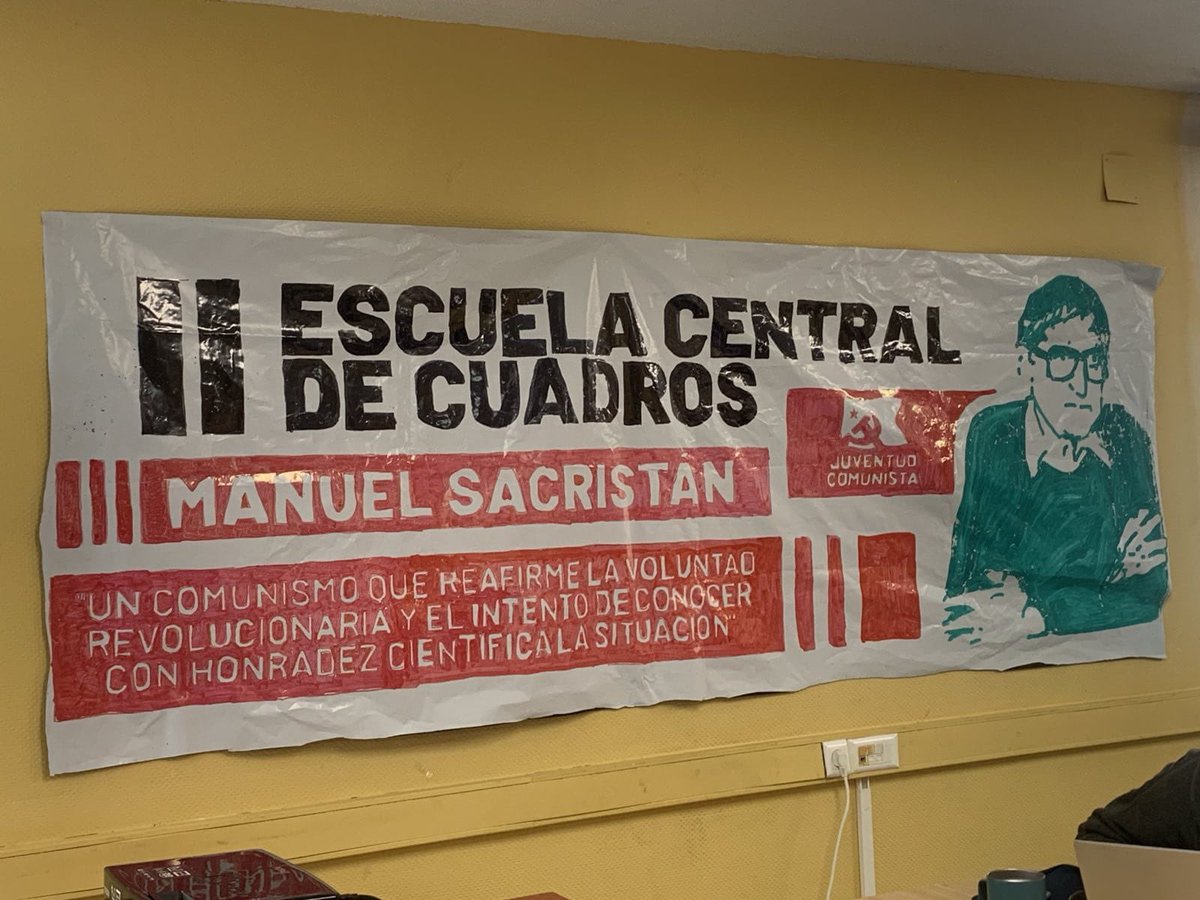 II ESCUELA CENTRAL
DE CUADROS
MANUEL SACRISTAN
JUVENTUD
COMUNISTA
"UN COMUNISMO QUE REAFIRME LA VOLUNTAD
REVOLUCIONARIA Y EL INTENTO DE CONOCER
CON HONRADEZ CIENTIFICA LA SITUACION"